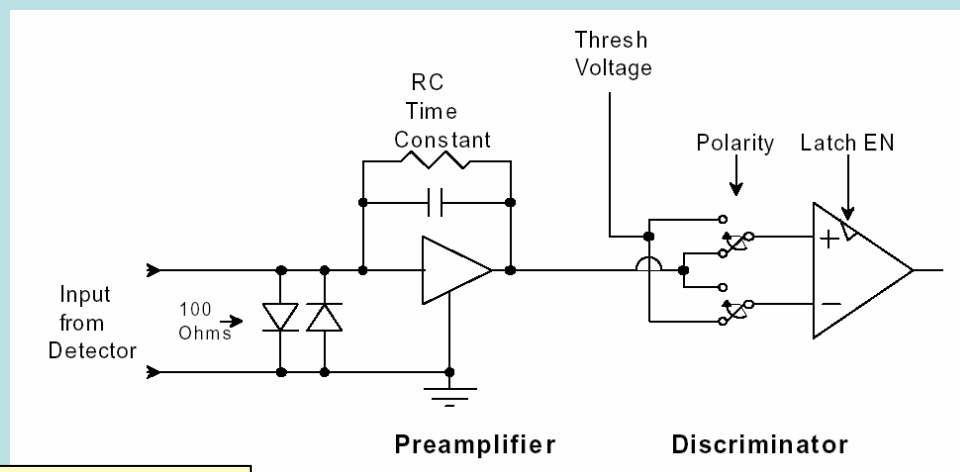 Thresh
Voltage
RC
Time
Constant
Polarity
Latch EN
+
−
Input
from
Detector
100
Ohms
Preamplifier
Discriminator